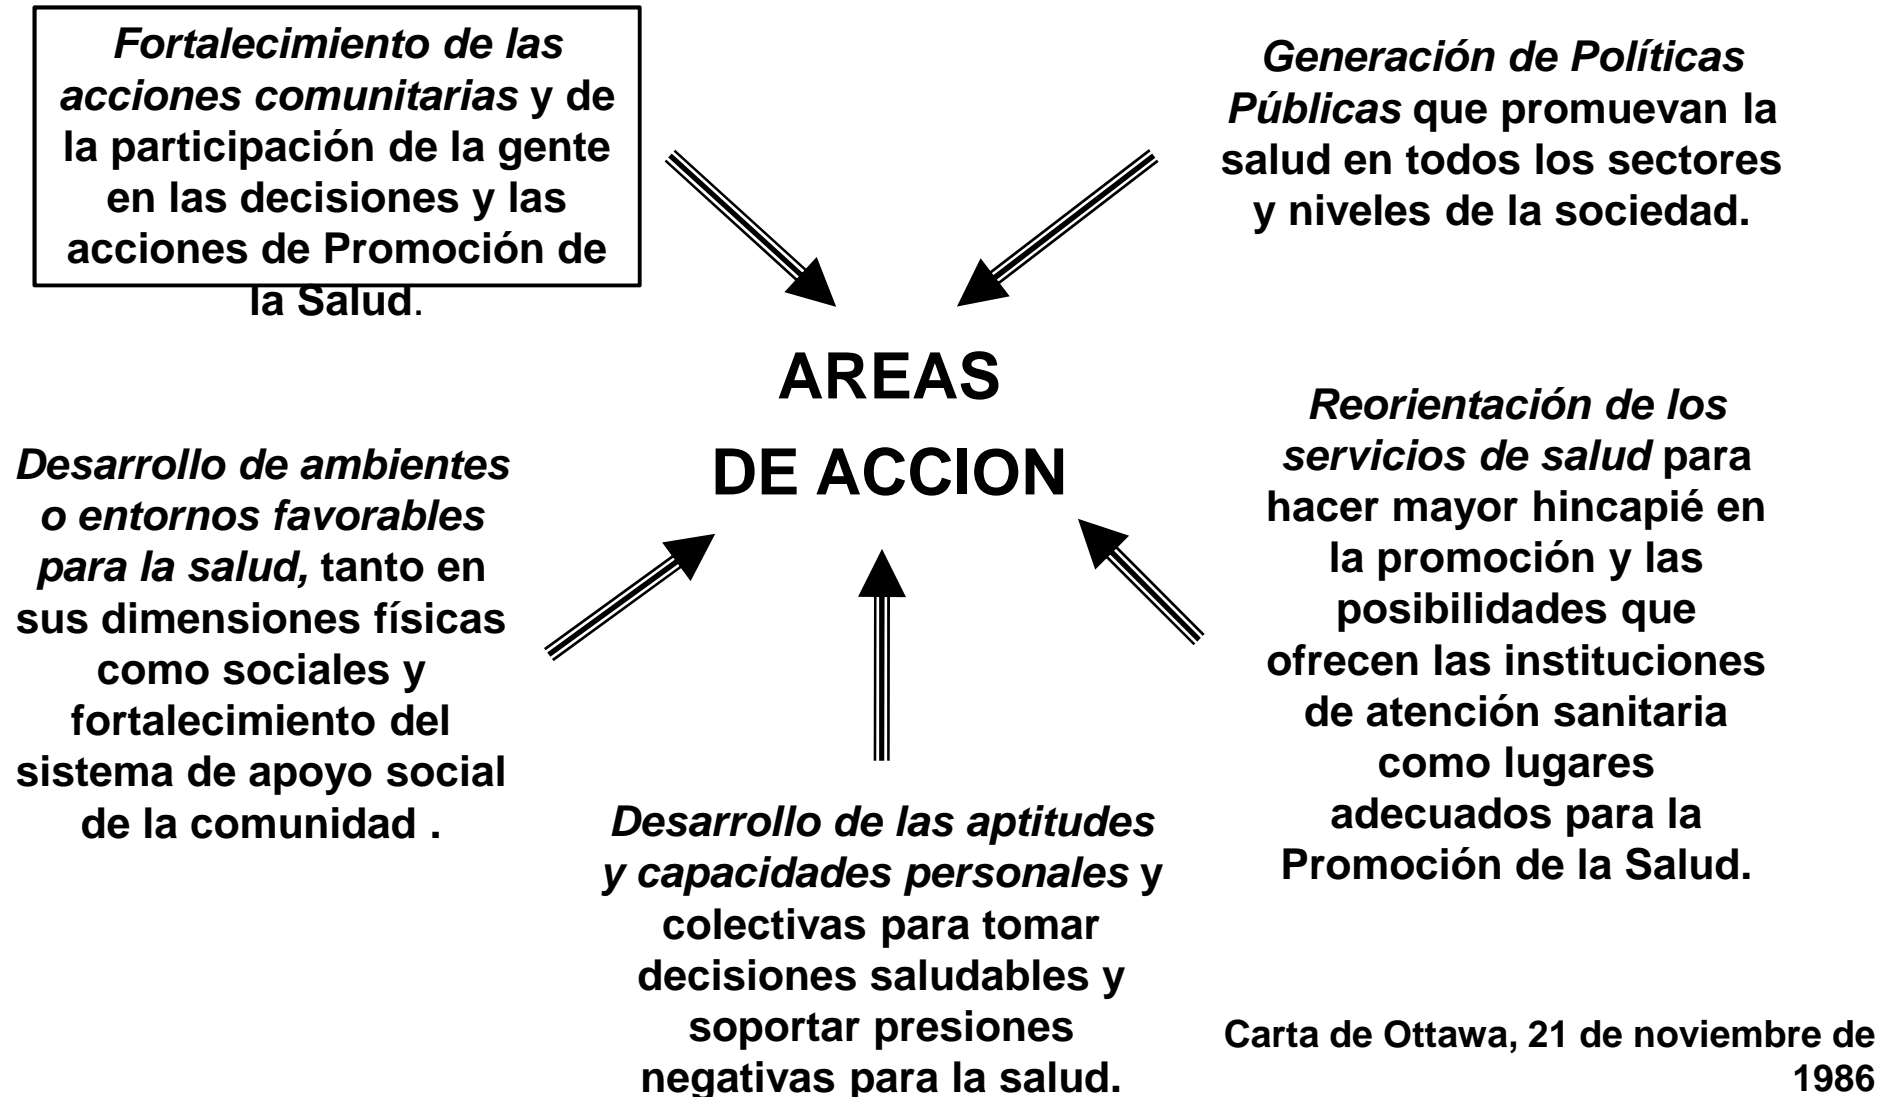 Fortalecimiento de las
acciones comunitarias y de
la participación de la gente
en las decisiones y las
acciones de Promoción de
la Salud.
Generación de Políticas
Públicas que promuevan la
salud en todos los sectores
y niveles de la sociedad.
AREAS
DE ACCION
Desarrollo de ambientes
o entornos favorables
para la salud, tanto en
sus dimensiones físicas
como sociales y
fortalecimiento del
sistema de apoyo social
de la comunidad .
Reorientación de los
servicios de salud para
hacer mayor hincapié en
la promoción y las
posibilidades que
ofrecen las instituciones
de atención sanitaria
como lugares
adecuados para la
Promoción de la Salud.
Desarrollo de las aptitudes
y capacidades personales y
colectivas para tomar
decisiones saludables y
soportar presiones
negativas para la salud.
Carta de Ottawa, 21 de noviembre de
1986